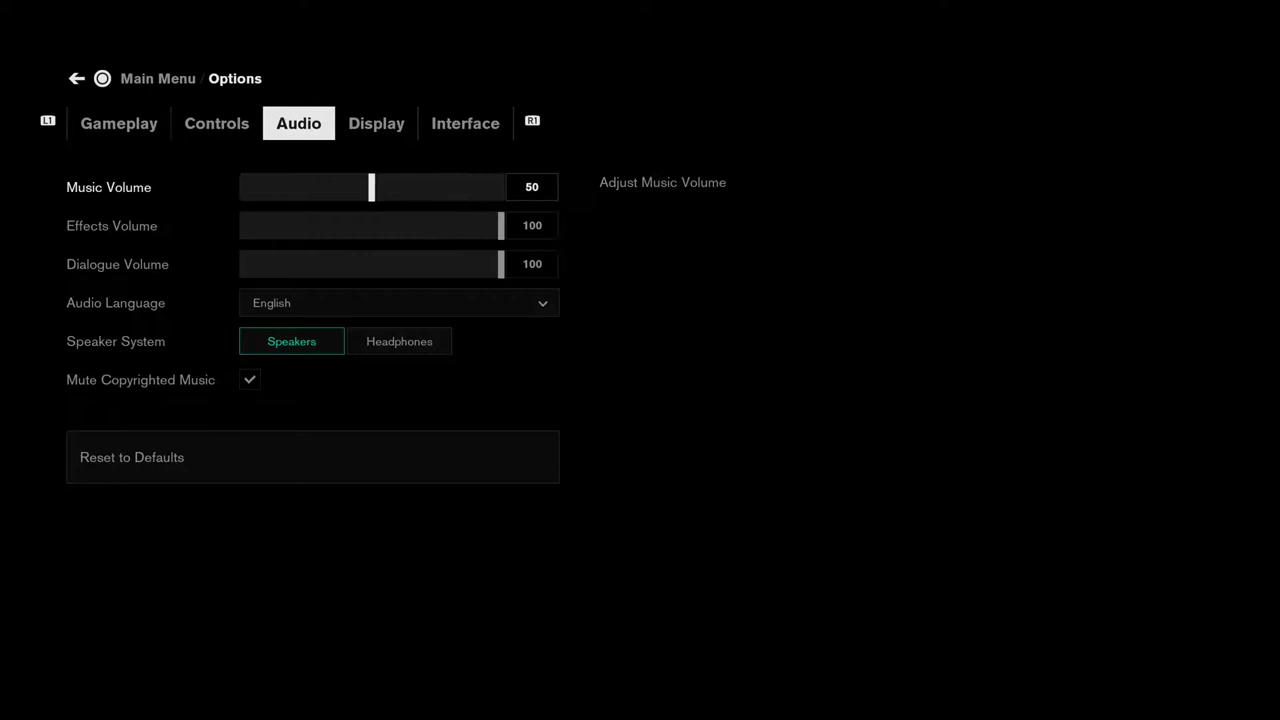 Main Menu / Options
L1 Gameplay Controls Audio Display Interface R1
Music Volume 50 Adjust Music Volume
Effects Volume 100
Dialogue Volume 100
Audio Language English
Speaker System Speakers Headphones
Mute Copyrighted Music
Reset to Defaults